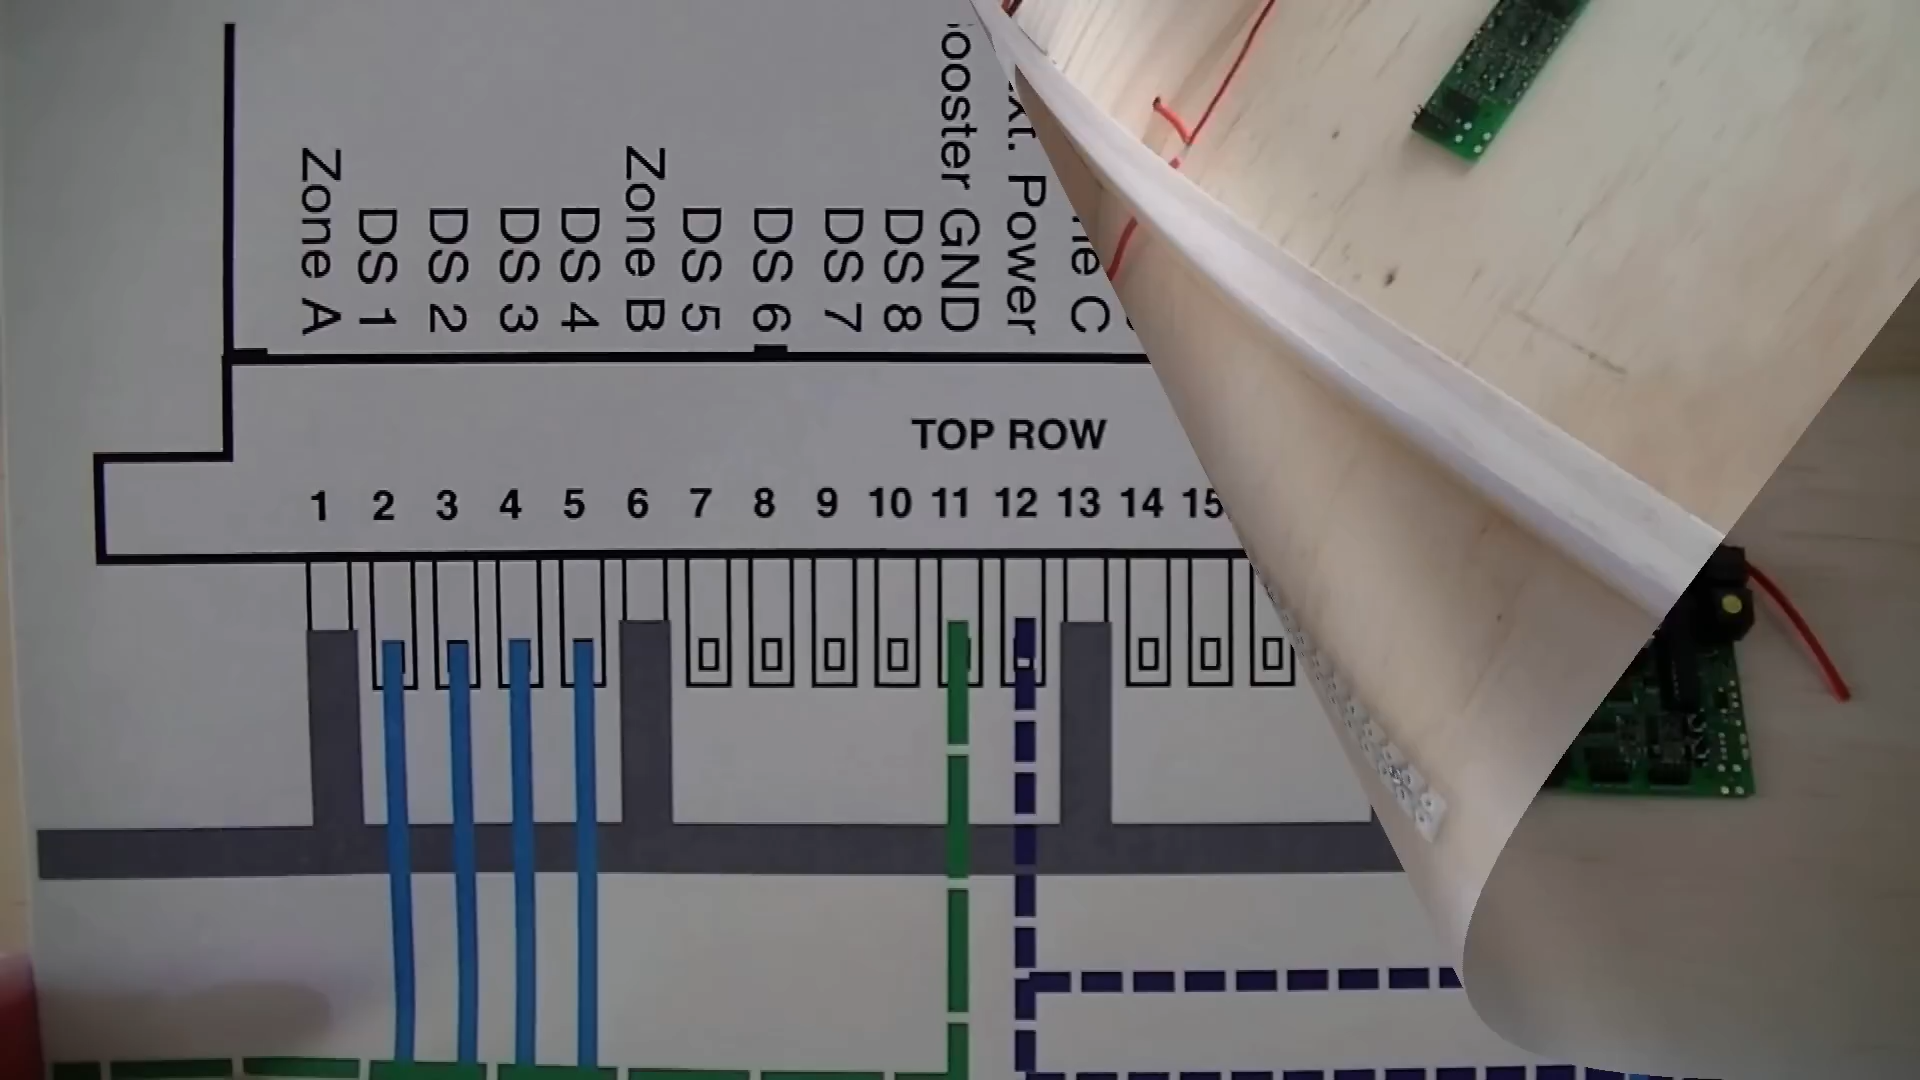 Zone A
DS 1
DS 2
DS 3
DS 4
Zone B
DS 5
DS 6
DS 7
DS 8
GND
Power
C
TOP ROW
1 2 3 4 5 6 7 8 9 10 11 12 13 14 15